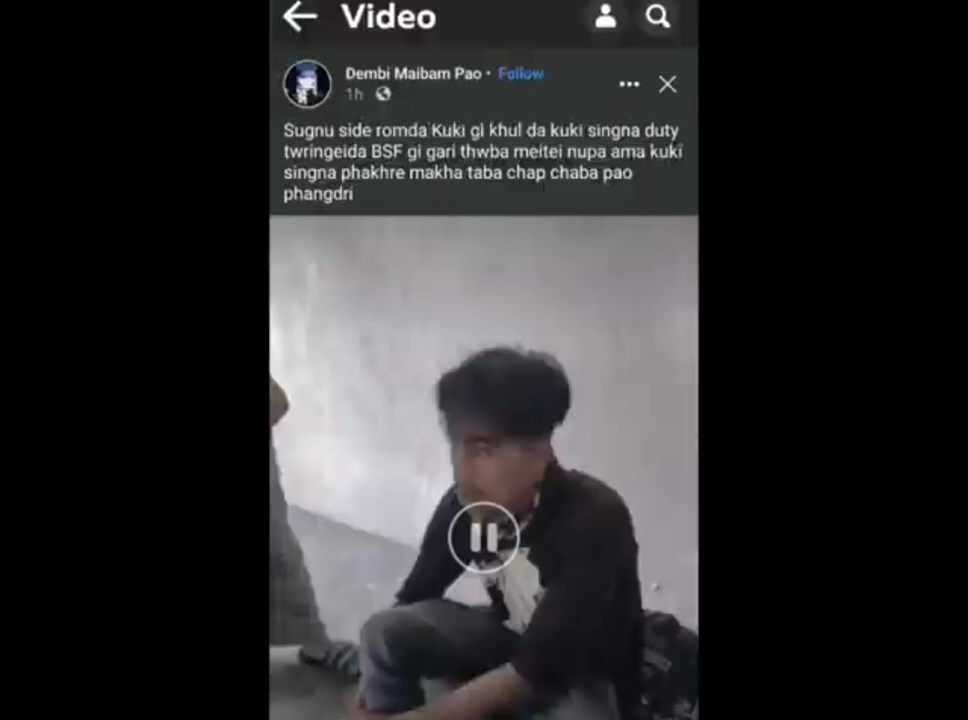 Video
Dembi Maibam Pao · Follow
1h
Sugnu side romda Kuki gi khul da kuki singna duty
twringeida BSF gi gari thwba meitei nupa ama kuki
singna phakhre makha taba chap chaba pao
phangdri